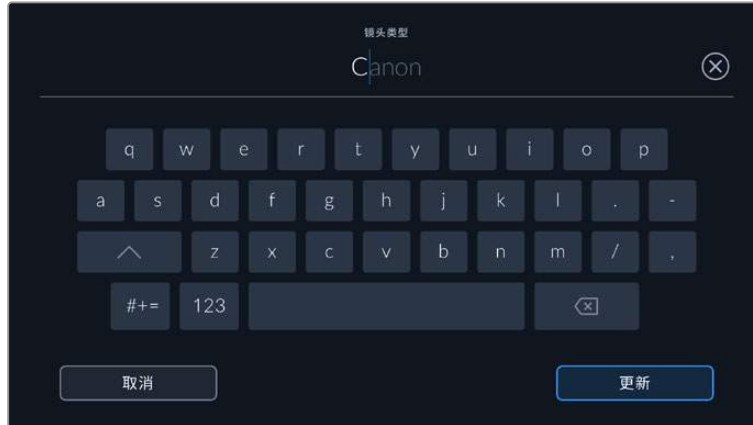 镜头类型
Canon
q w e r t y u i o p
a s d f g h j k l . -
z x c v b n m / ,
#+= 123
取消 更新